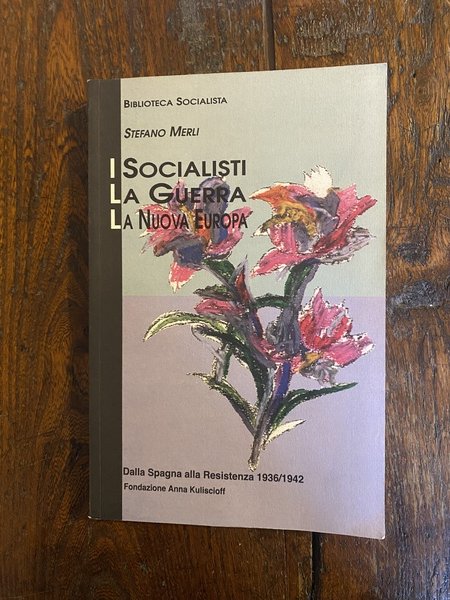 Biblioteca Socialista
Stefano Merli
I Socialisti
La Guerra
La Nuova Europa
Dalla Spagna alla Resistenza 1936/1942
Fondazione Anna Kuliscioff